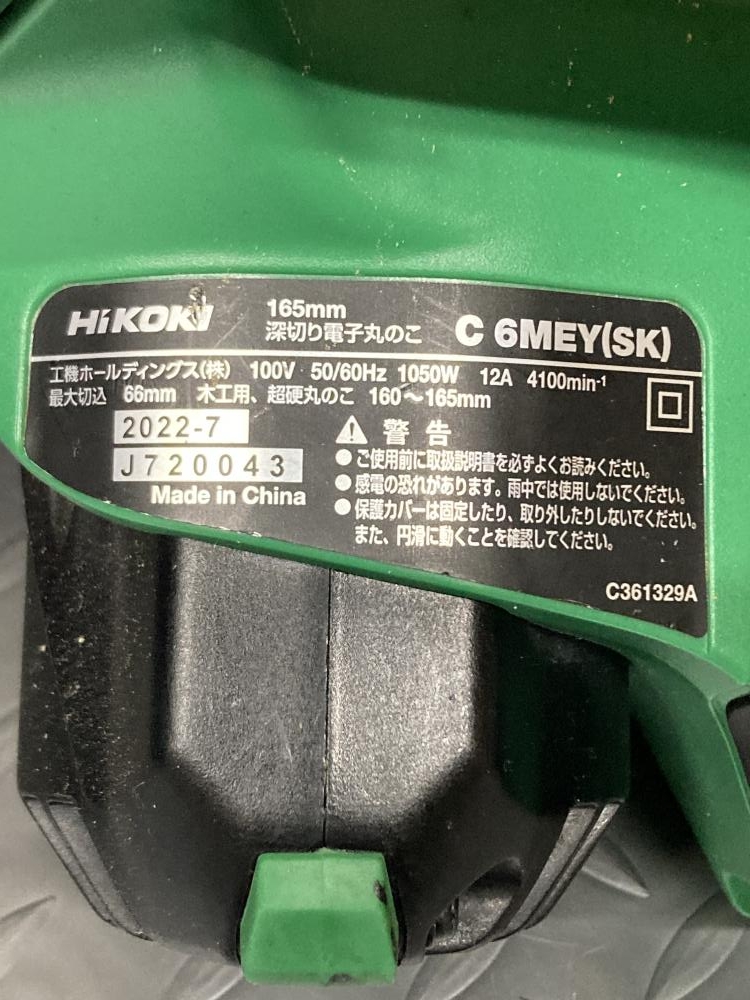 HiKOKI
165mm
深切り電子丸のこ
C 6MEY(SK)
工機ホールディングス(株) 100V 50/60Hz 1050W 12A 4100min-1
最大切込 66mm 木工用、超硬丸のこ 160～165mm
2022-7
J720043
Made in China
警告
●ご使用前に取扱説明書を必ずよくお読みください。
●感電の恐れがあります。雨中では使用しないでください。
●保護カバーは固定したり、取り外したりしないでください。
また、円滑に動くことを確認してください。
C361329A